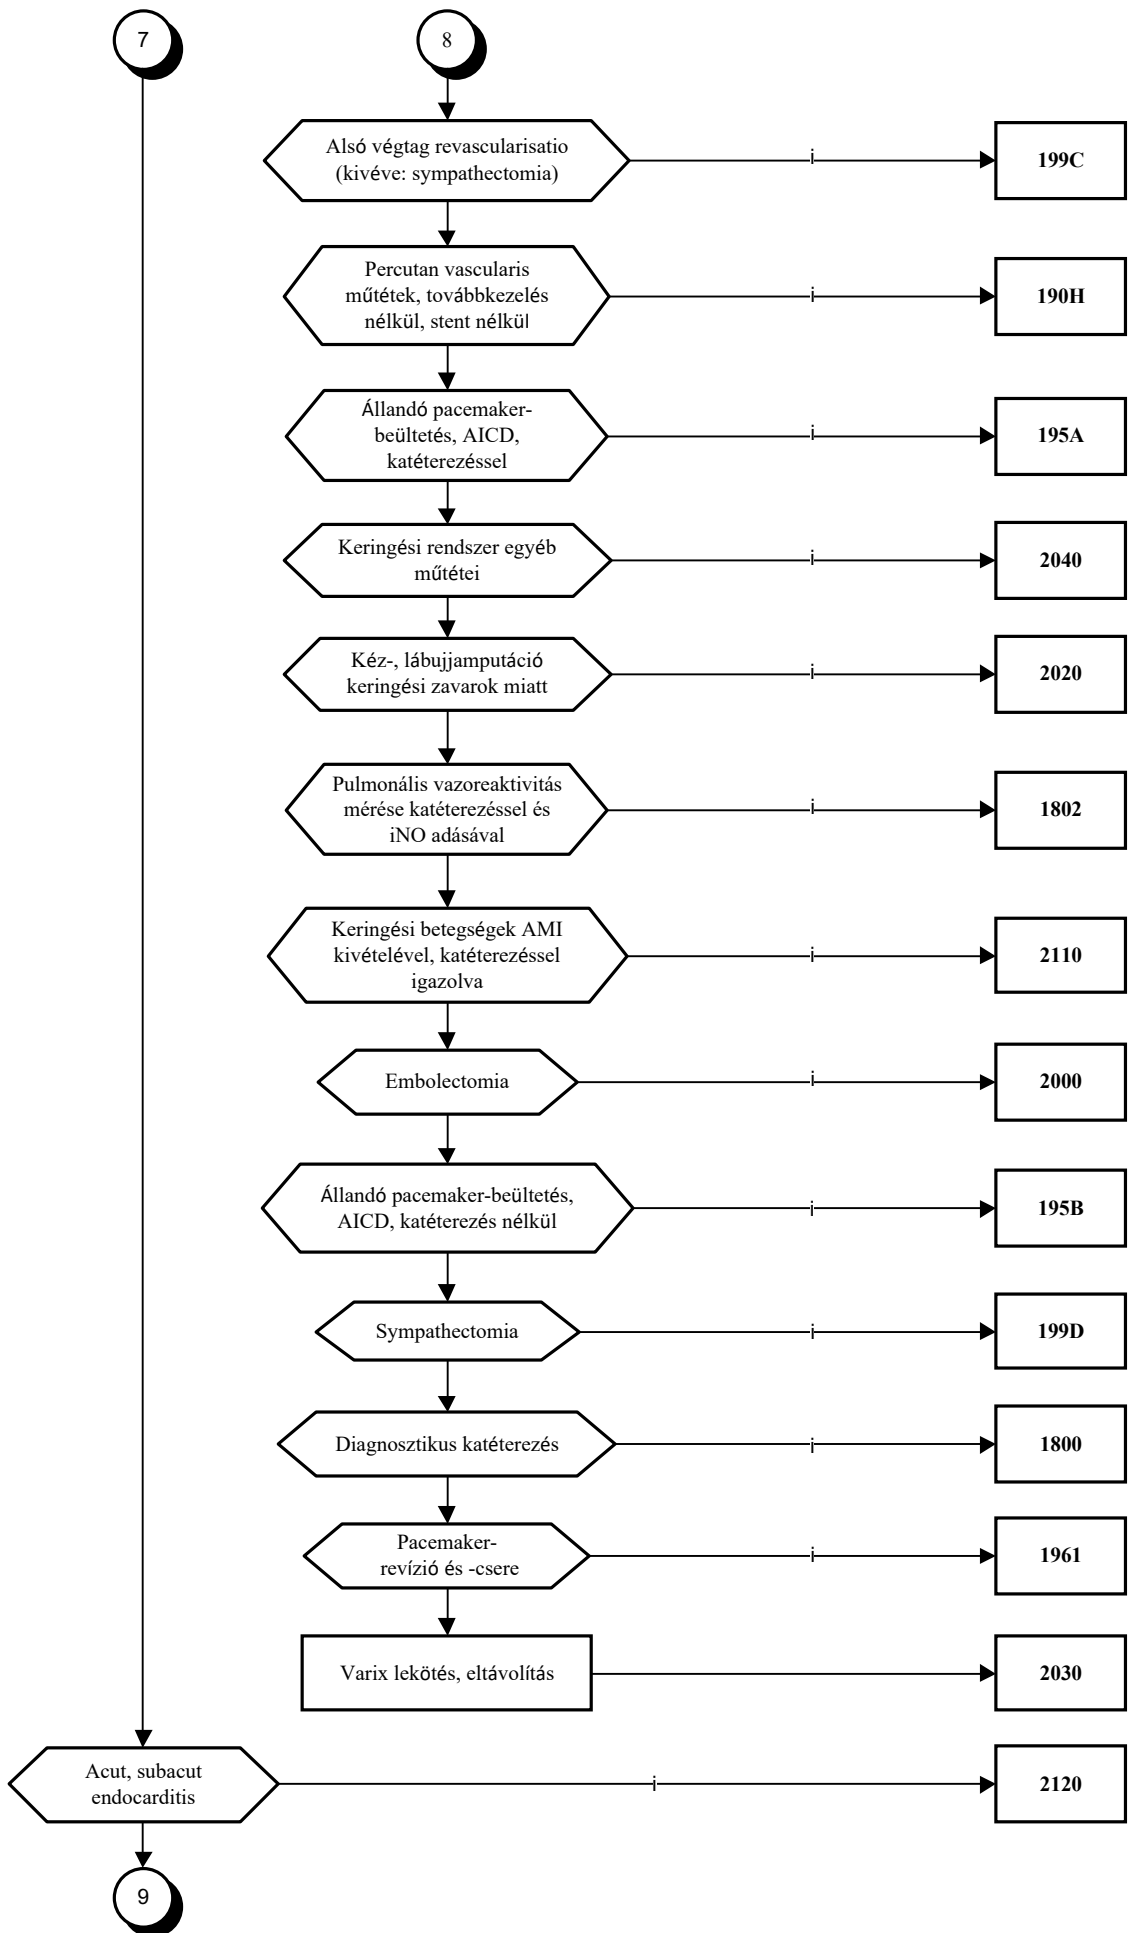 7
8
Alsó végtag revascularisatio
(kivéve: sympathectomia)
i
199C
Percutan vascularis
műtétek, továbbkezelés
nélkül, stent nélkül
i
190H
Állandó pacemaker-
beültetés, AICD,
katéterezéssel
i
195A
Keringési rendszer egyéb
műtétei
i
2040
Kéz-, lábujjamputáció
keringési zavarok miatt
i
2020
Pulmonális vazoreaktivitás
mérése katéterezéssel és
iNO adásával
i
1802
Keringési betegségek AMI
kivételével, katéterezéssel
igazolva
i
2110
Embolectomia
i
2000
Állandó pacemaker-beültetés,
AICD, katéterezés nélkül
i
195B
Sympathectomia
i
199D
Diagnosztikus katéterezés
i
1800
Pacemaker-
revízió és -csere
i
1961
Varix lekötés, eltávolítás
2030
Acut, subacut
endocarditis
i
2120
9